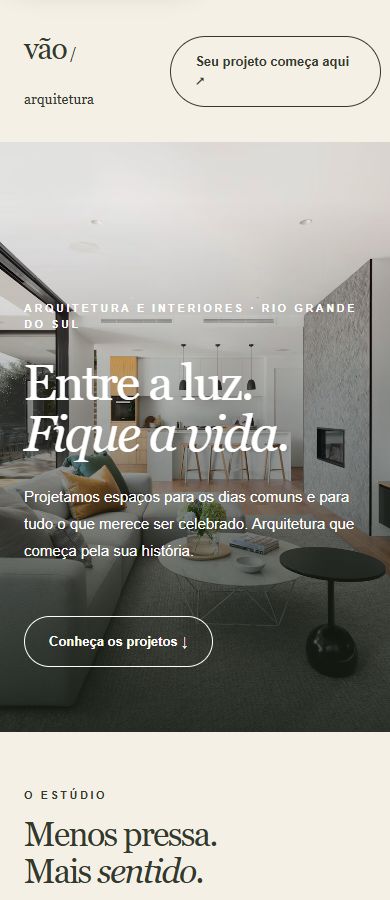 vão /
arquitetura
Seu projeto começa aqui
↗
ARQUITETURA E INTERIORES · RIO GRANDE
DO SUL
Entre a luz.
Fique a vida.
Projetamos espaços para os dias comuns e para
tudo o que merece ser celebrado. Arquitetura que
começa pela sua história.
Conheça os projetos ↓
O ESTÚDIO
Menos pressa.
Mais sentido.